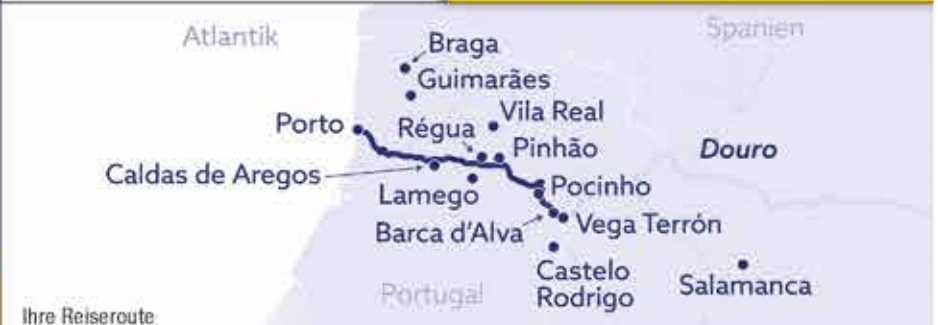 Atlantik
Spanien
Braga
Guimarães
Vila Real
Porto
Régua
Pinhão
Douro
Caldas de Aregos
Pocinho
Lamego
Barca d'Alva
Vega Terrón
Castelo
Rodrigo
Salamanca
Portugal
Ihre Reiseroute